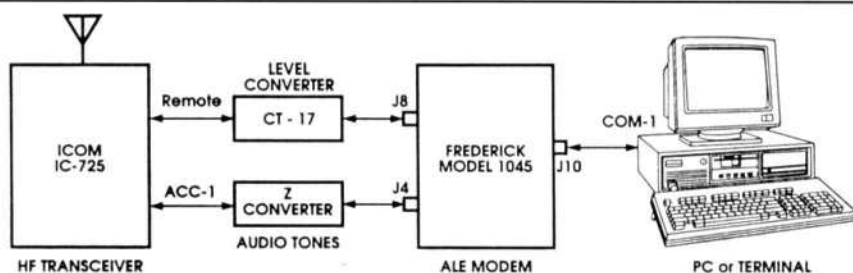 LEVEL
CONVERTER
Remote
CT - 17
J8
ICOM
IC-725
FREDERICK
MODEL 1045
COM-1
J10
ACC-1
Z
CONVERTER
J4
AUDIO TONES
HF TRANSCEIVER
ALE MODEM
PC or TERMINAL